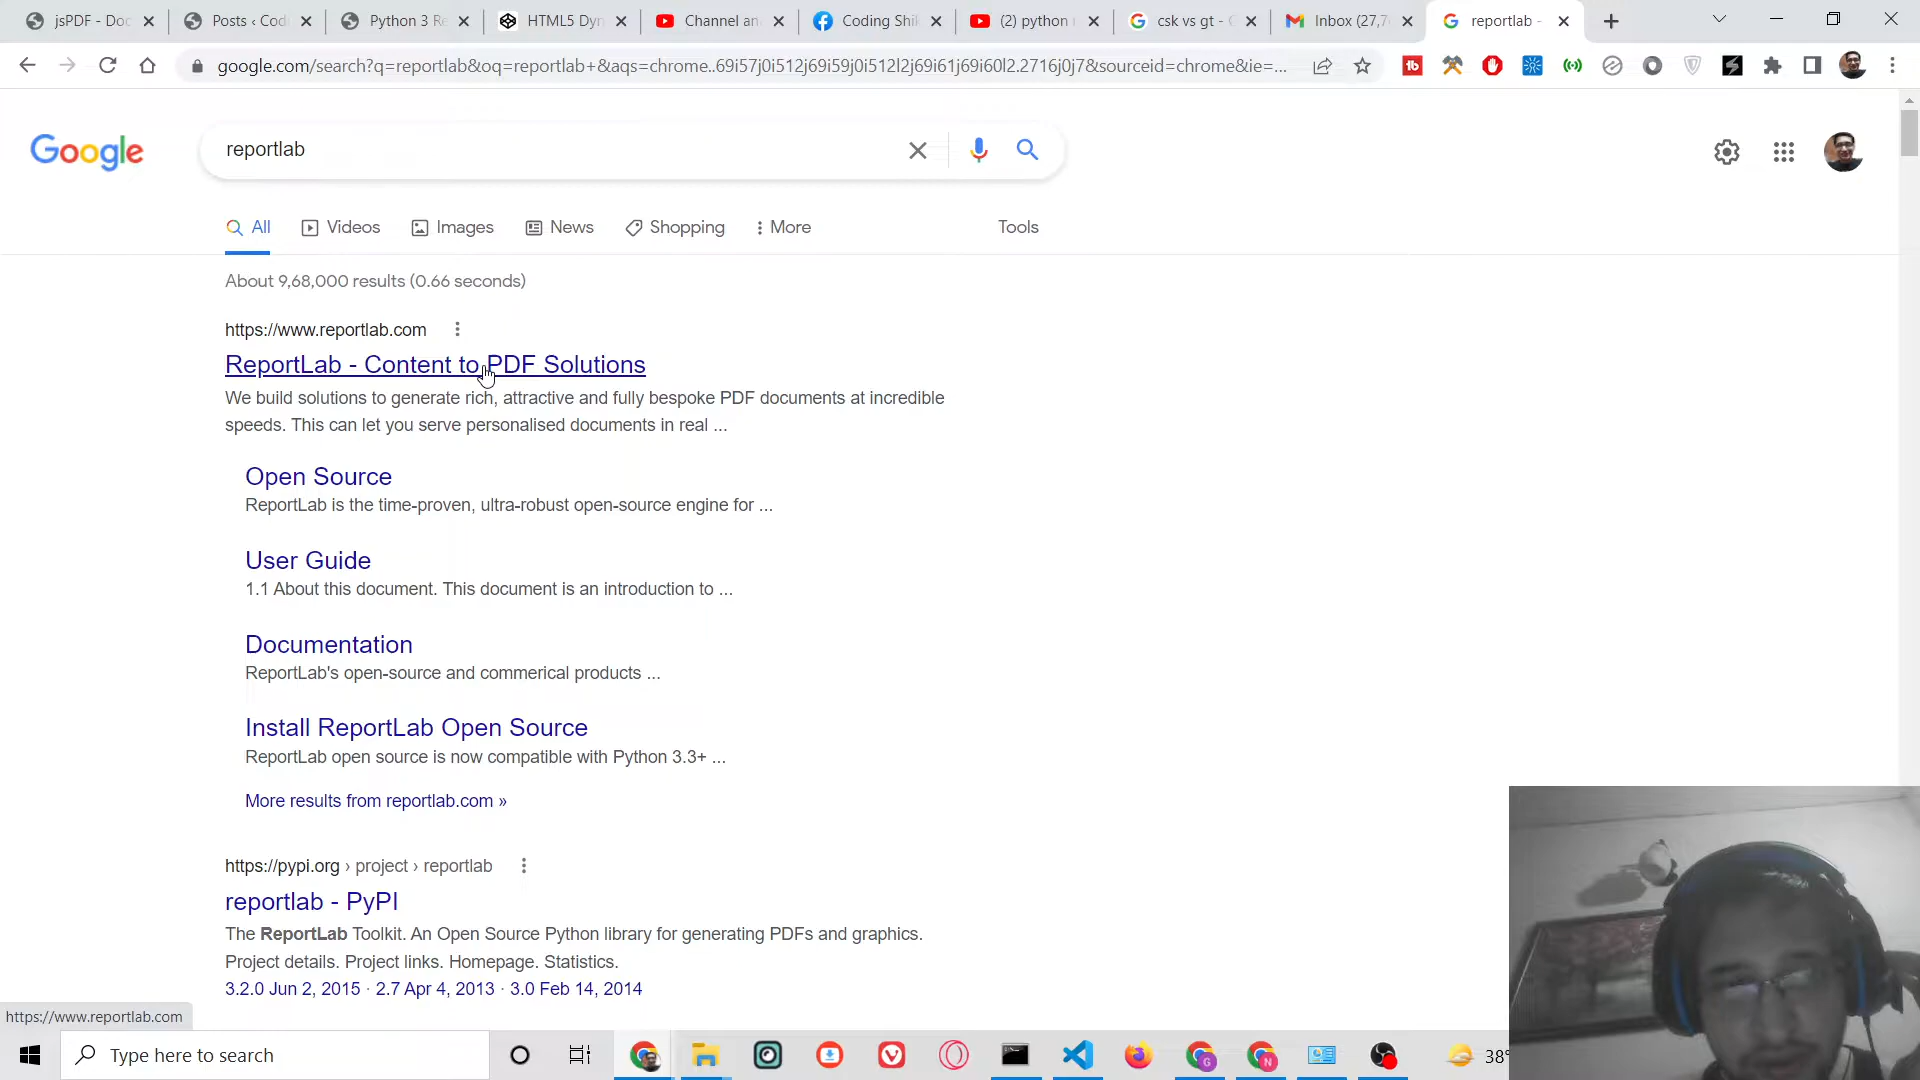 jsPDF - Doc
Posts ‹ Codi
Python 3 Re
HTML5 Dyn
Channel an
Coding Shik
(2) python
csk vs gt - G
Inbox (27,7
reportlab -
google.com/search?q=reportlab&oq=reportlab+&aqs=chrome..69i57j0i512j69i59j0i512l2j69i61j69i60l2.2716j0j7&sourceid=chrome&ie=...
Google
reportlab
All
Videos
Images
News
Shopping
More
Tools
About 9,68,000 results (0.66 seconds)
https://www.reportlab.com
ReportLab - Content to PDF Solutions
We build solutions to generate rich, attractive and fully bespoke PDF documents at incredible
speeds. This can let you serve personalised documents in real ...
Open Source
ReportLab is the time-proven, ultra-robust open-source engine for ...
User Guide
1.1 About this document. This document is an introduction to ...
Documentation
ReportLab's open-source and commerical products ...
Install ReportLab Open Source
ReportLab open source is now compatible with Python 3.3+ ...
More results from reportlab.com »
https://pypi.org › project › reportlab
reportlab - PyPI
The ReportLab Toolkit. An Open Source Python library for generating PDFs and graphics.
Project details. Project links. Homepage. Statistics.
3.2.0 Jun 2, 2015 · 2.7 Apr 4, 2013 · 3.0 Feb 14, 2014
https://www.reportlab.com
Type here to search
38°